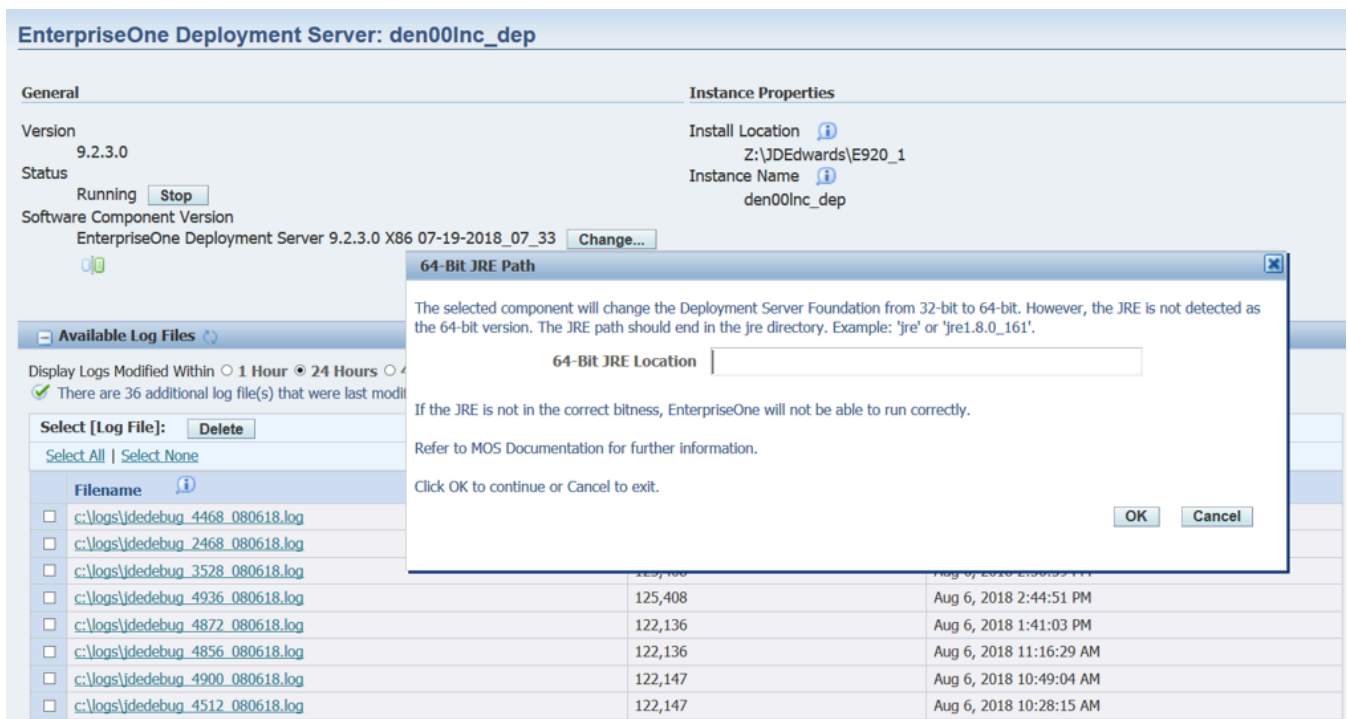 EnterpriseOne Deployment Server: den00lnc_dep
General
Instance Properties
Version
9.2.3.0
Status
Running Stop
Software Component Version
EnterpriseOne Deployment Server 9.2.3.0 X86 07-19-2018_07_33 Change...
Install Location
Z:\JDEdwards\E920_1
Instance Name
den00lnc_dep
64-Bit JRE Path
The selected component will change the Deployment Server Foundation from 32-bit to 64-bit. However, the JRE is not detected as
the 64-bit version. The JRE path should end in the jre directory. Example: 'jre' or 'jre1.8.0_161'.
64-Bit JRE Location
If the JRE is not in the correct bitness, EnterpriseOne will not be able to run correctly.
Refer to MOS Documentation for further information.
Click OK to continue or Cancel to exit.
OK Cancel
Available Log Files
Display Logs Modified Within 1 Hour 24 Hours
There are 36 additional log file(s) that were last
Select [Log File]: Delete
Select All | Select None
Filename
c:\logs\jdedebug_4468_080618.log
c:\logs\jdedebug_2468_080618.log
c:\logs\jdedebug_3528_080618.log
c:\logs\jdedebug_4936_080618.log 125,408 Aug 6, 2018 2:44:51 PM
c:\logs\jdedebug_4872_080618.log 122,136 Aug 6, 2018 1:41:03 PM
c:\logs\jdedebug_4856_080618.log 122,136 Aug 6, 2018 11:16:29 AM
c:\logs\jdedebug_4900_080618.log 122,147 Aug 6, 2018 10:49:04 AM
c:\logs\jdedebug_4512_080618.log 122,147 Aug 6, 2018 10:28:15 AM